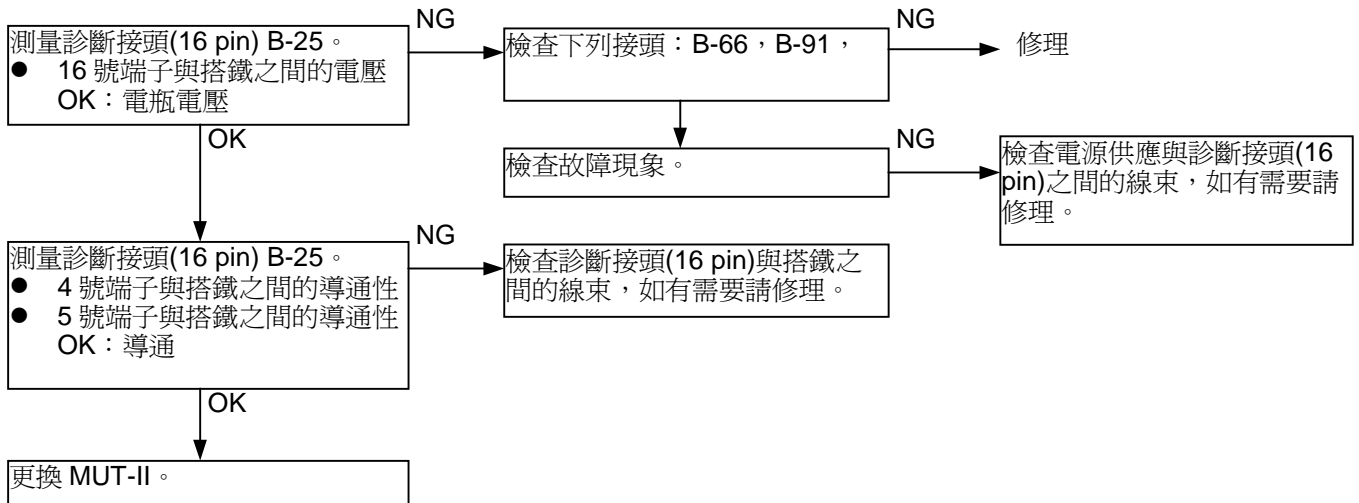 測量診斷接頭(16 pin) B-25。
● 16 號端子與搭鐵之間的電壓
OK：電瓶電壓
NG
檢查下列接頭：B-66，B-91，
NG
修理
OK
檢查故障現象。
NG
檢查電源供應與診斷接頭(16
pin)之間的線束，如有需要請
修理。
測量診斷接頭(16 pin) B-25。
● 4 號端子與搭鐵之間的導通性
● 5 號端子與搭鐵之間的導通性
OK：導通
NG
檢查診斷接頭(16 pin)與搭鐵之
間的線束，如有需要請修理。
OK
更換 MUT-II。